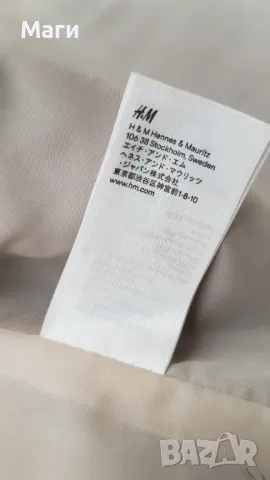 Маги
H&M
H & M Hennes & Mauritz
106 38 Stockholm, Sweden
エイチ・アンド・エム
ヘネス・アンド・マウリッツ
・ジャパン株式会社
東京都渋谷区神宮前1-8-10
www.hm.com
bazar